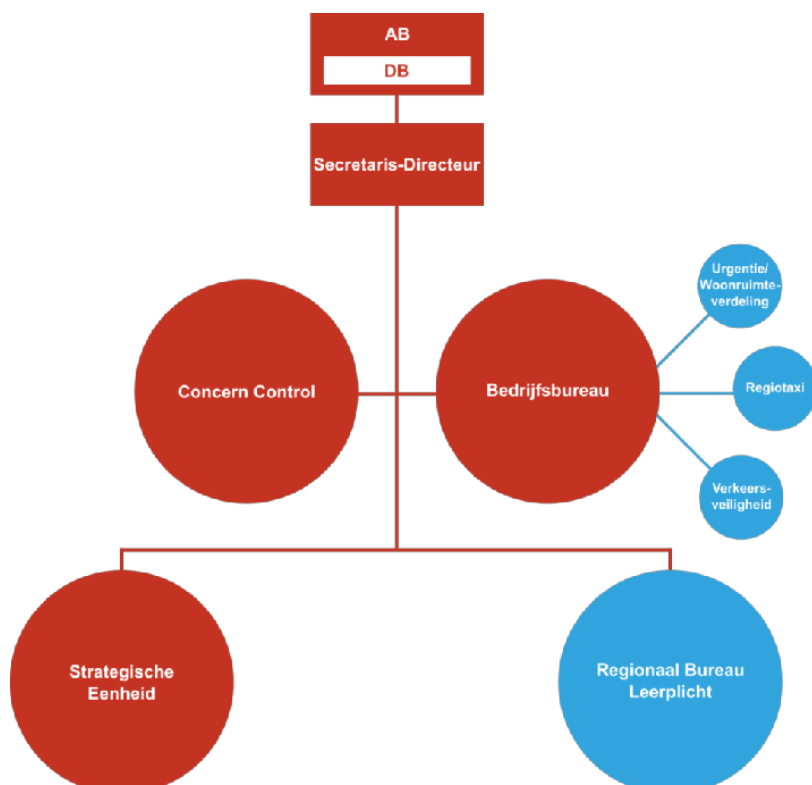 AB
DB
Secretaris-Directeur
Urgentie/
Woonruimte-
verdeling
Concern Control
Bedrijfsbureau
Regiotaxi
Verkeers-
veiligheid
Strategische
Eenheid
Regionaal Bureau
Leerplicht